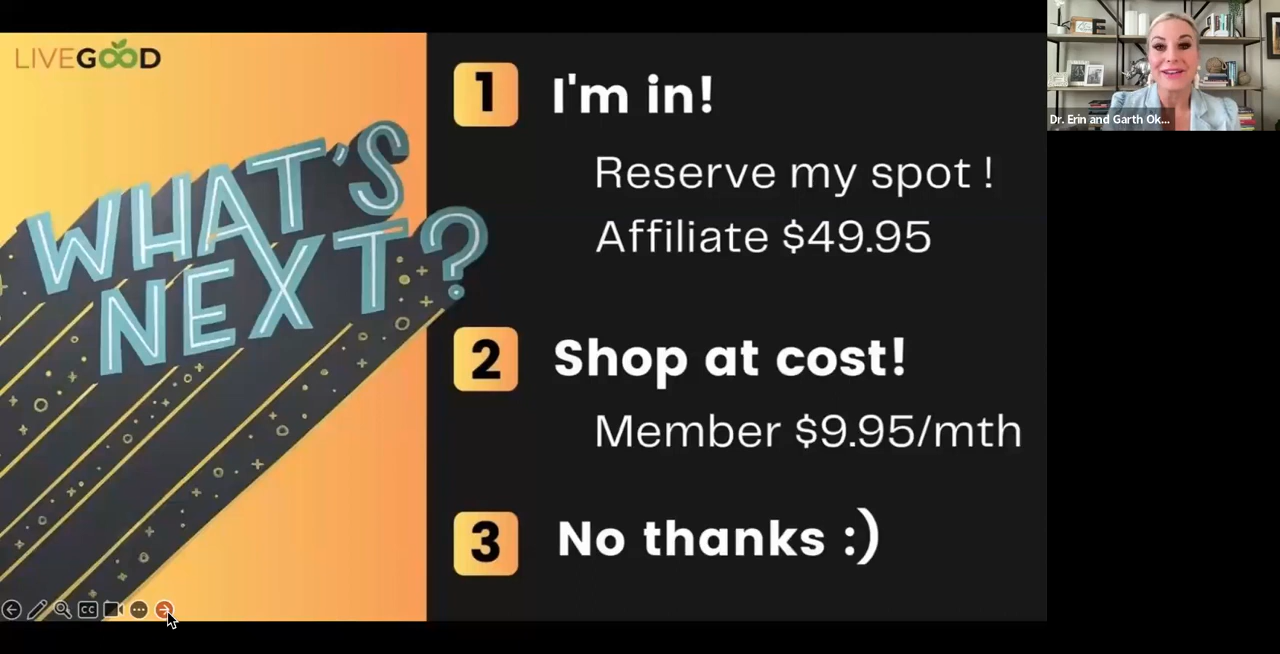 LIVEGOOD
WHAT'S
NEXT?
1 I'm in!
Reserve my spot !
Affiliate $49.95
2 Shop at cost!
Member $9.95/mth
3 No thanks :)
CC
Dr. Erin and Garth Ok...